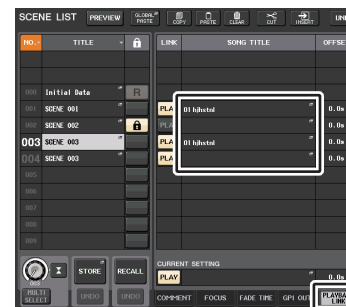 SCENE LIST PREVIEW GLOBAL PASTE COPY PASTE CLEAR CUT INSERT
NO. TITLE LINK SONG TITLE OFFSE
000 Initial Data R
001 SCENE 001 PLA 01 hjhstnl 0.0s
002 SCENE 002 PLA 0.0s
003 SCENE 003 PLA 01 hjhstnl 0.0s
004 SCENE 003 PLA 0.0s
005
006
007
008
009
CURRENT SETTING
003 STORE RECALL PLAY 0.0s
MULTI SELECT UNDO UNDO COMMENT FOCUS FADE TIME GPI OUT PLAYBA LINK